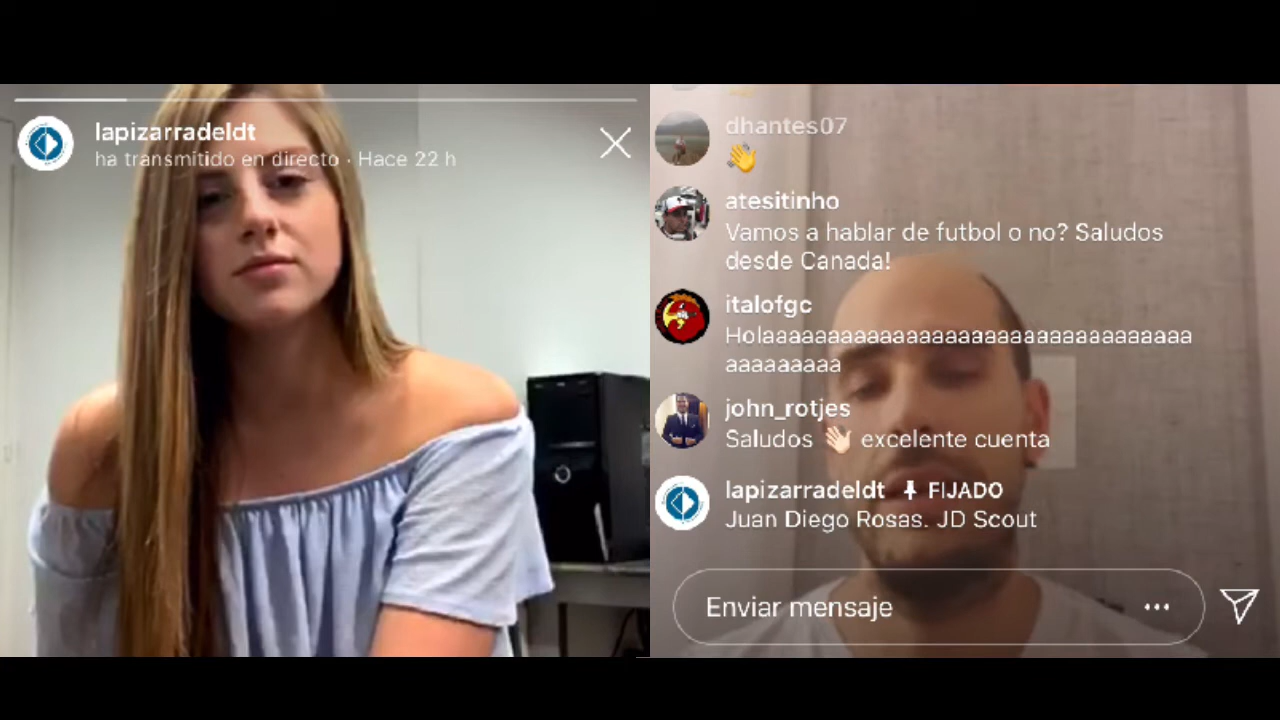 lapizarradeldt
ha transmitido en directo · Hace 22 h
dhantes07
atesitinho
Vamos a hablar de futbol o no? Saludos
desde Canada!
italofgc
Holaaaaaaaaaaaaaaaaaaaaaaaaaaaaaaaaa
aaaaaaaaa
john_rotjes
Saludos 👋🏻 excelente cuenta
lapizarradeldt FIJADO
Juan Diego Rosas. JD Scout
Enviar mensaje